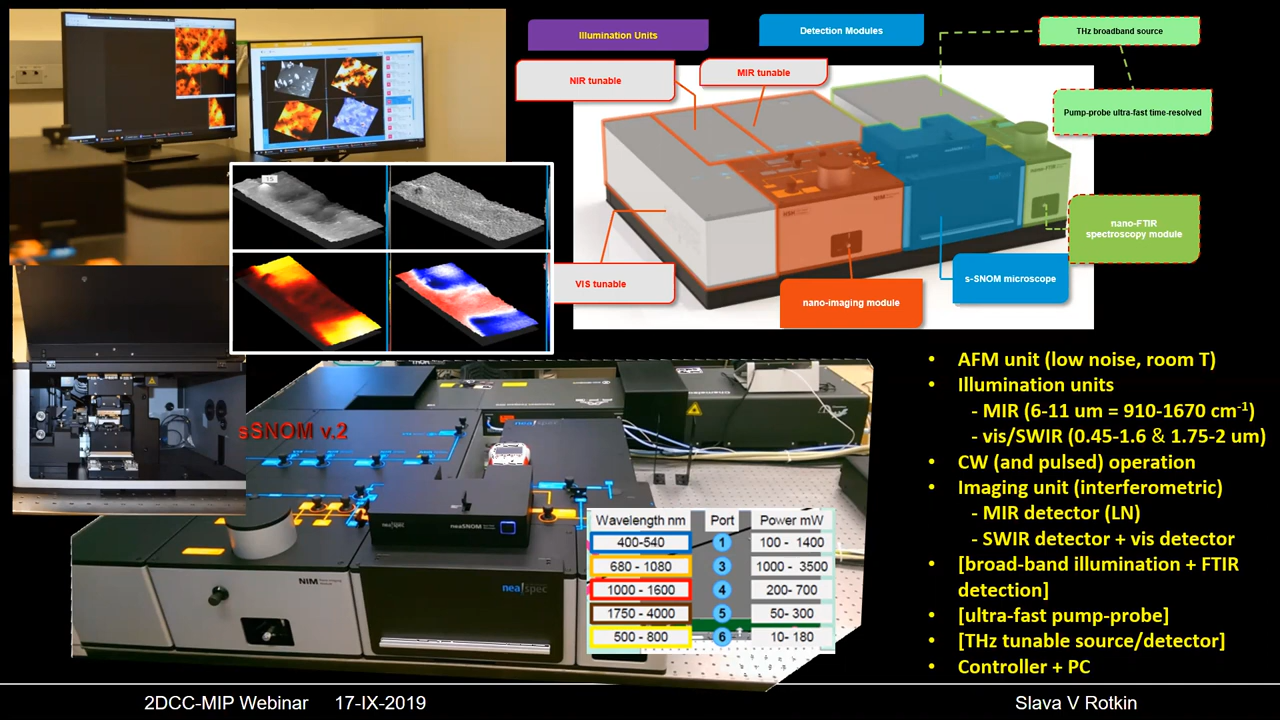 Illumination Units
Detection Modules
THz broadband source
NIR tunable
MIR tunable
Pump-probe ultra-fast time-resolved
nano-FTIR
spectroscopy module
VIS tunable
nano-imaging module
s-SNOM microscope
15
NIM
sSNOM v.2
neaspec
neaspec
neaSNOM
NIM
neaspec
Wavelength nm Port Power mW
400-540 1 100 - 1400
680 - 1080 3 1000 - 3500
1000 - 1600 4 200- 700
1750 - 4000 5 50- 300
500 - 800 6 10- 180
• AFM unit (low noise, room T)
• Illumination units
- MIR (6-11 um = 910-1670 cm-1)
- vis/SWIR (0.45-1.6 & 1.75-2 um)
• CW (and pulsed) operation
• Imaging unit (interferometric)
- MIR detector (LN)
- SWIR detector + vis detector
• [broad-band illumination + FTIR
detection]
• [ultra-fast pump-probe]
• [THz tunable source/detector]
• Controller + PC
2DCC-MIP Webinar 17-IX-2019 Slava V Rotkin